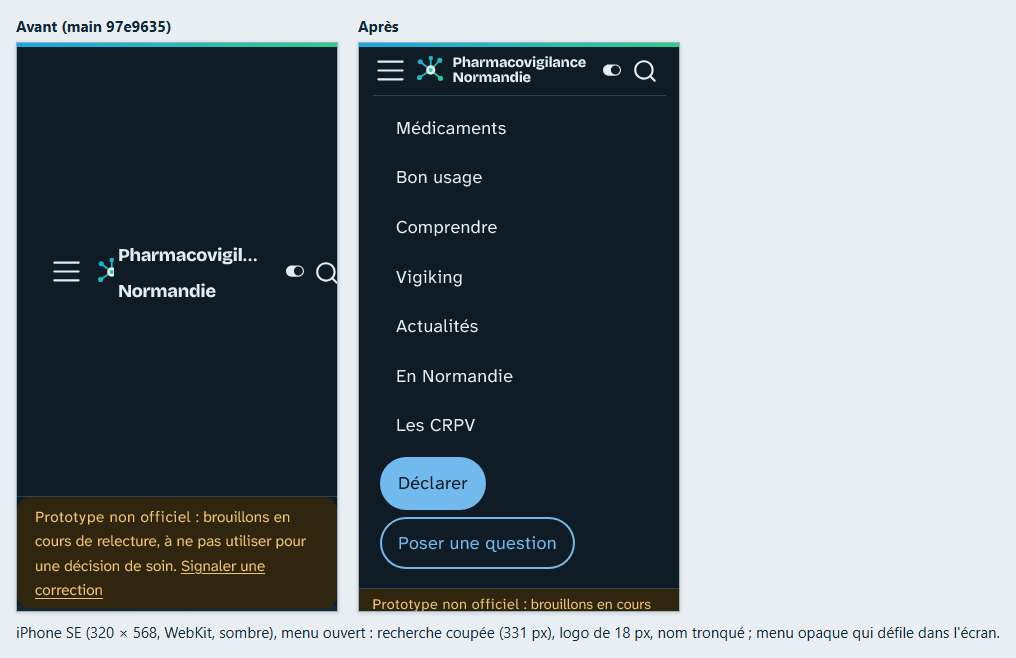 Avant (main 97e9635)
Pharmacovigil...
Normandie
Prototype non officiel : brouillons en
cours de relecture, à ne pas utiliser pour
une décision de soin. Signaler une
correction
Après
Pharmacovigilance
Normandie
Médicaments
Bon usage
Comprendre
Vigiking
Actualités
En Normandie
Les CRPV
Déclarer
Poser une question
Prototype non officiel : brouillons en cours
iPhone SE (320 × 568, WebKit, sombre), menu ouvert : recherche coupée (331 px), logo de 18 px, nom tronqué ; menu opaque qui défile dans l'écran.